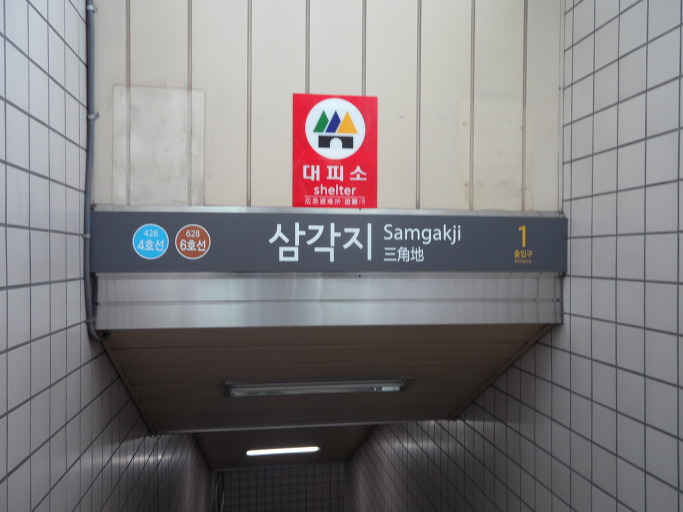 대피소
shelter
428
4호선
628
6호선
삼각지
Samgakji
三角地
1
출입구